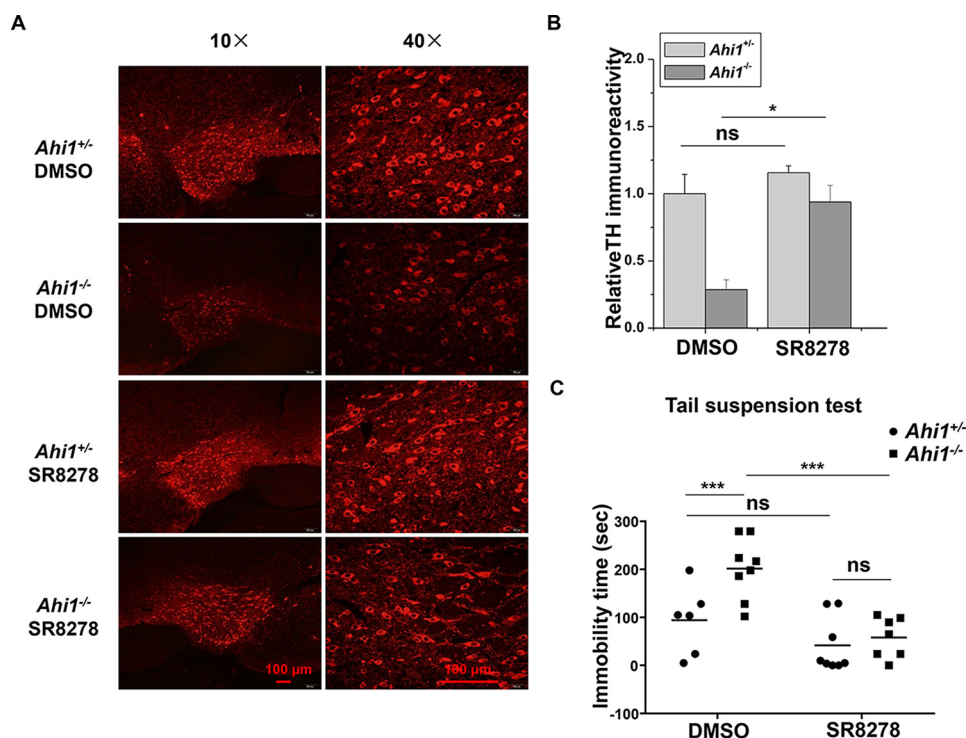 A
10×
40×
Ahi1+/-
DMSO
Ahi1-/-
DMSO
Ahi1+/-
SR8278
Ahi1-/-
SR8278
100 μm
100 μm
B
RelativeTH immunoreactivity
2.0
1.5
1.0
0.5
0.0
Ahi1+/-
Ahi1-/-
*
ns
DMSO
SR8278
C
Tail suspension test
Ahi1+/-
Ahi1-/-
***
***
ns
ns
Immobility time (sec)
300
200
100
0
-100
DMSO
SR8278